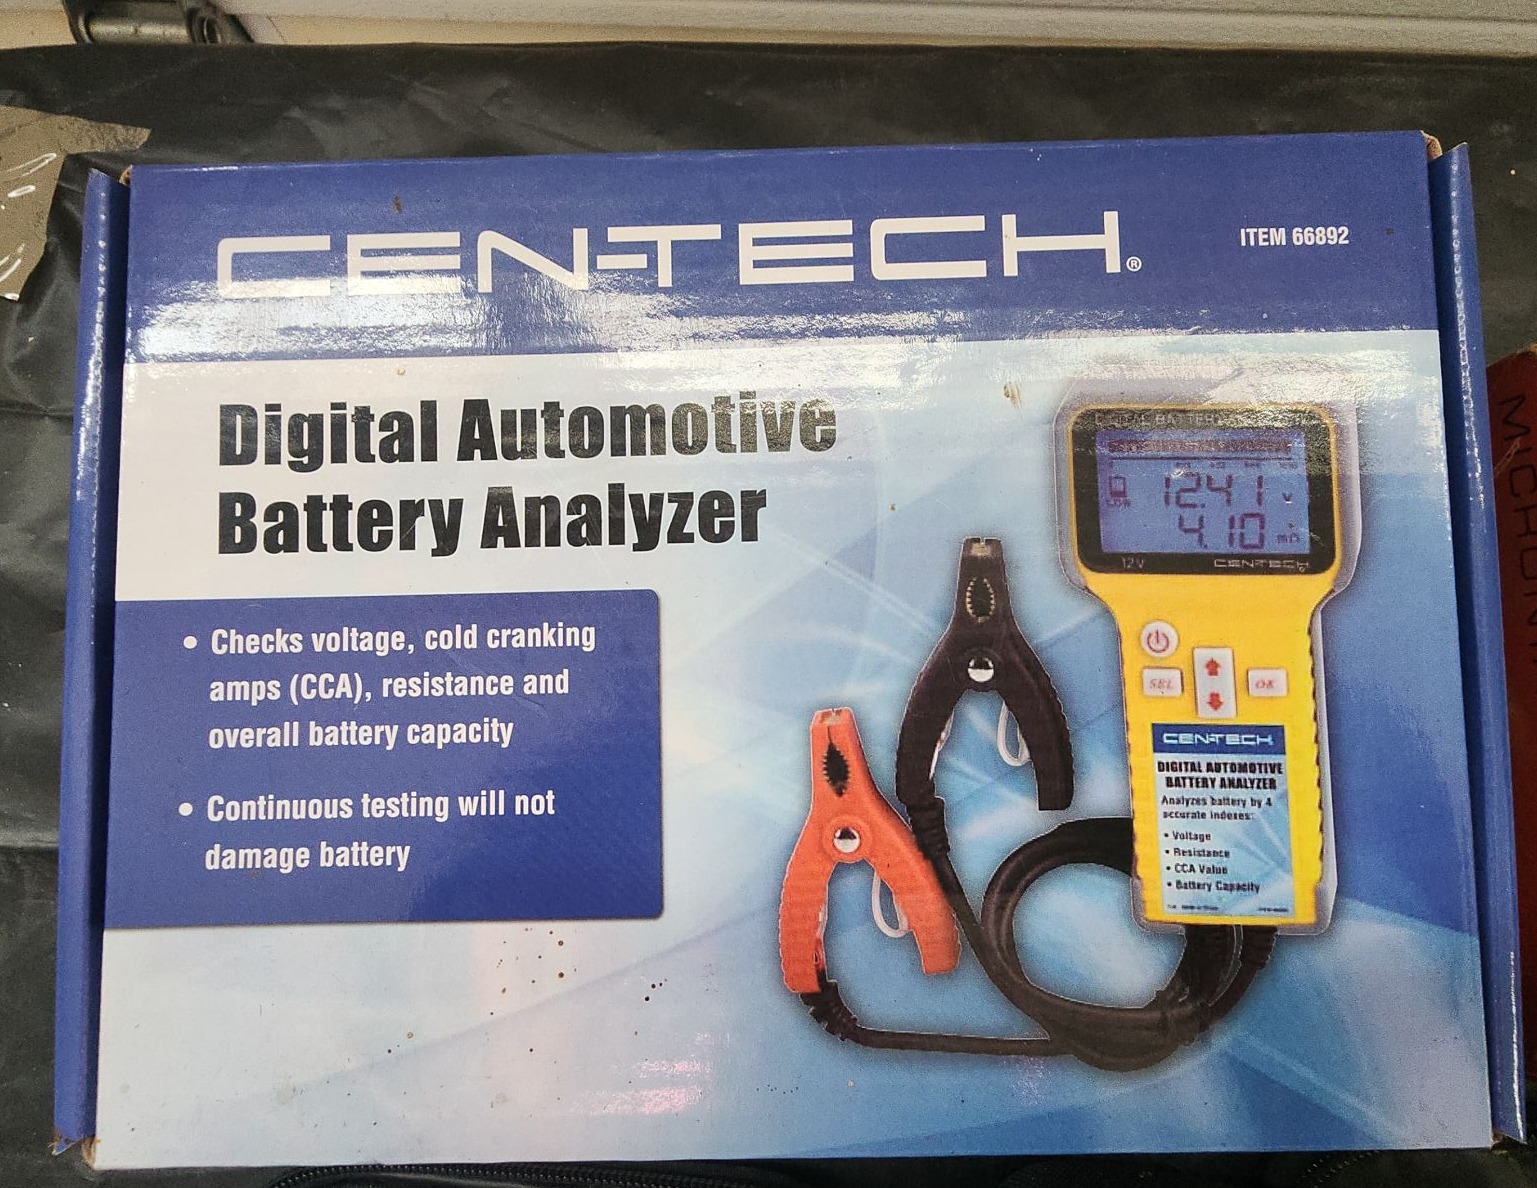 CEN-TECH®
ITEM 66892
Digital Automotive
Battery Analyzer
• Checks voltage, cold cranking
amps (CCA), resistance and
overall battery capacity
• Continuous testing will not
damage battery
12.41 v
4.10 mΩ
12V
CEN-TECH
SEL
OK
CEN-TECH
DIGITAL AUTOMOTIVE
BATTERY ANALYZER
Analyzes battery by 4
accurate indexes:
• Voltage
• Resistance
• CCA Value
• Battery Capacity